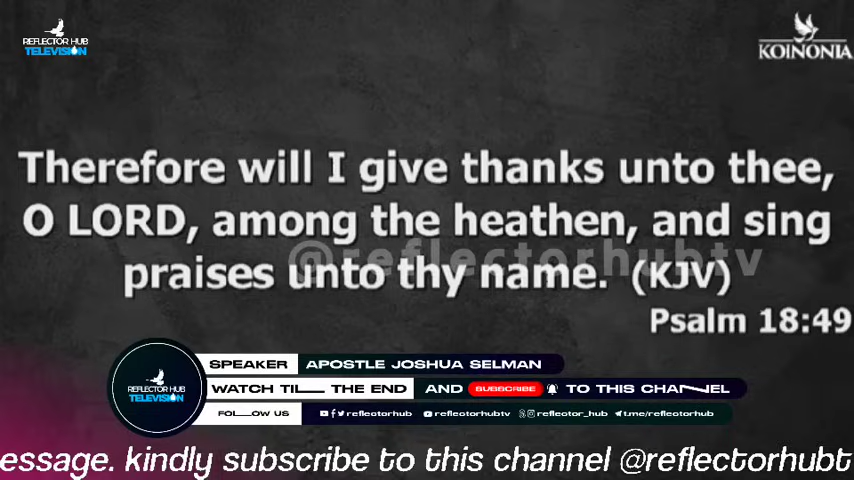 REFLECTOR HUB
TELEVISION
KOINONIA
Therefore will I give thanks unto thee,
O LORD, among the heathen, and sing
praises unto thy name. (KJV)
@reflectorhubtv
Psalm 18:49
REFLECTOR HUB
TELEVISION
SPEAKER APOSTLE JOSHUA SELMAN
WATCH TILL THE END AND SUBSCRIBE TO THIS CHANNEL
FOLLOW US reflectorhub reflectorhubtv reflector_hub t.me/reflectorhub
essage. kindly subscribe to this channel @reflectorhubt